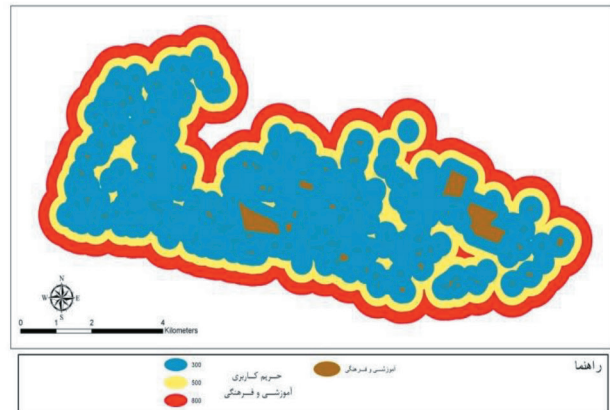 N
W E
S
0 1 2 4
Kilometers
راهنما
آموزشی و فرهنگی
حریم کاربری
آموزشی و فرهنگی
300
500
800